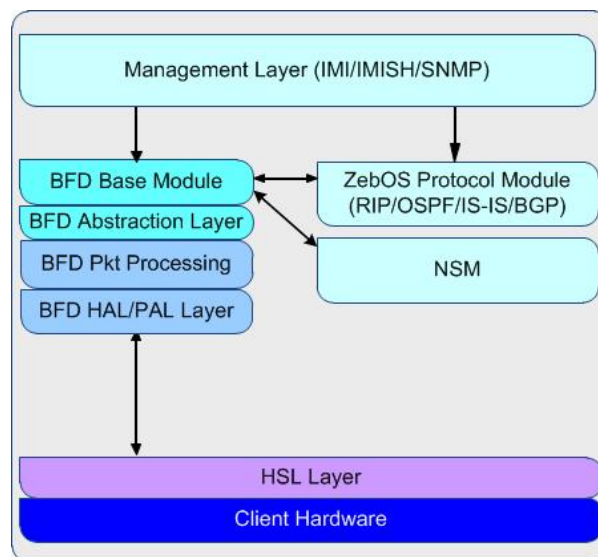 Management Layer (IMI/IMISH/SNMP)
BFD Base Module
ZebOS Protocol Module
(RIP/OSPF/IS-IS/BGP)
BFD Abstraction Layer
BFD Pkt Processing
NSM
BFD HAL/PAL Layer
HSL Layer
Client Hardware